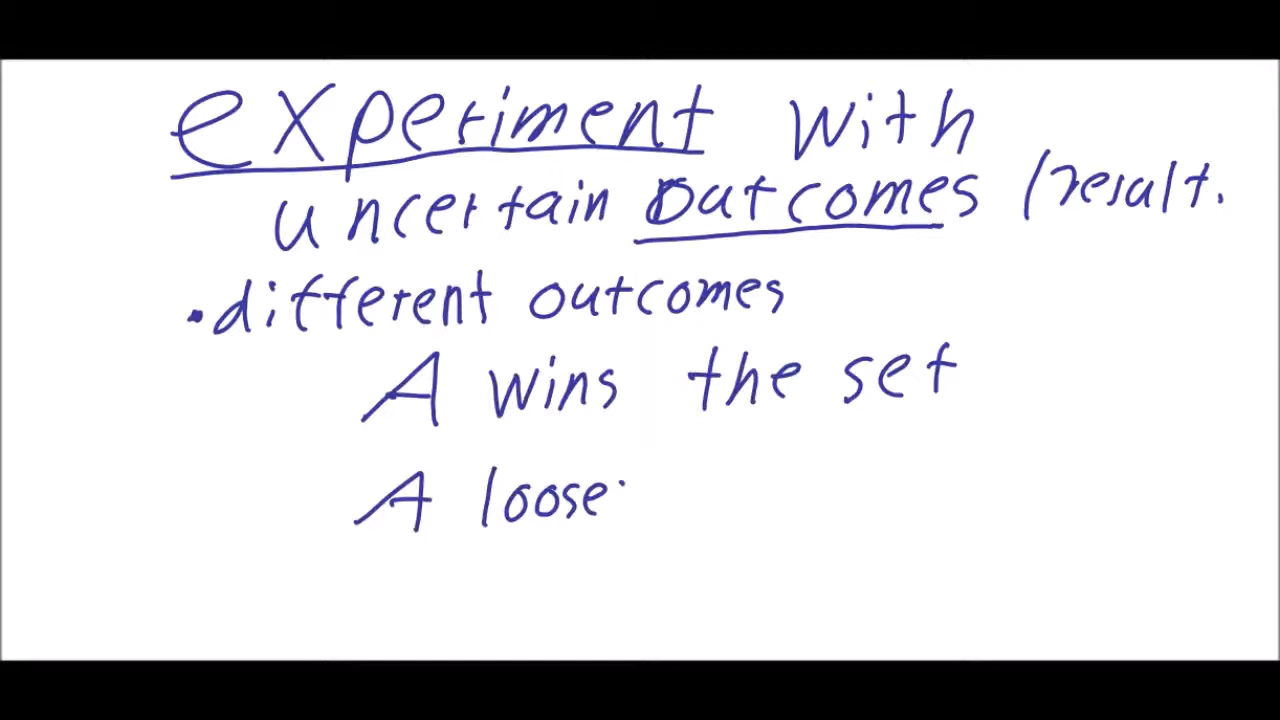 experiment with
uncertain outcomes (result.
• different outcomes
A wins the set
A loose